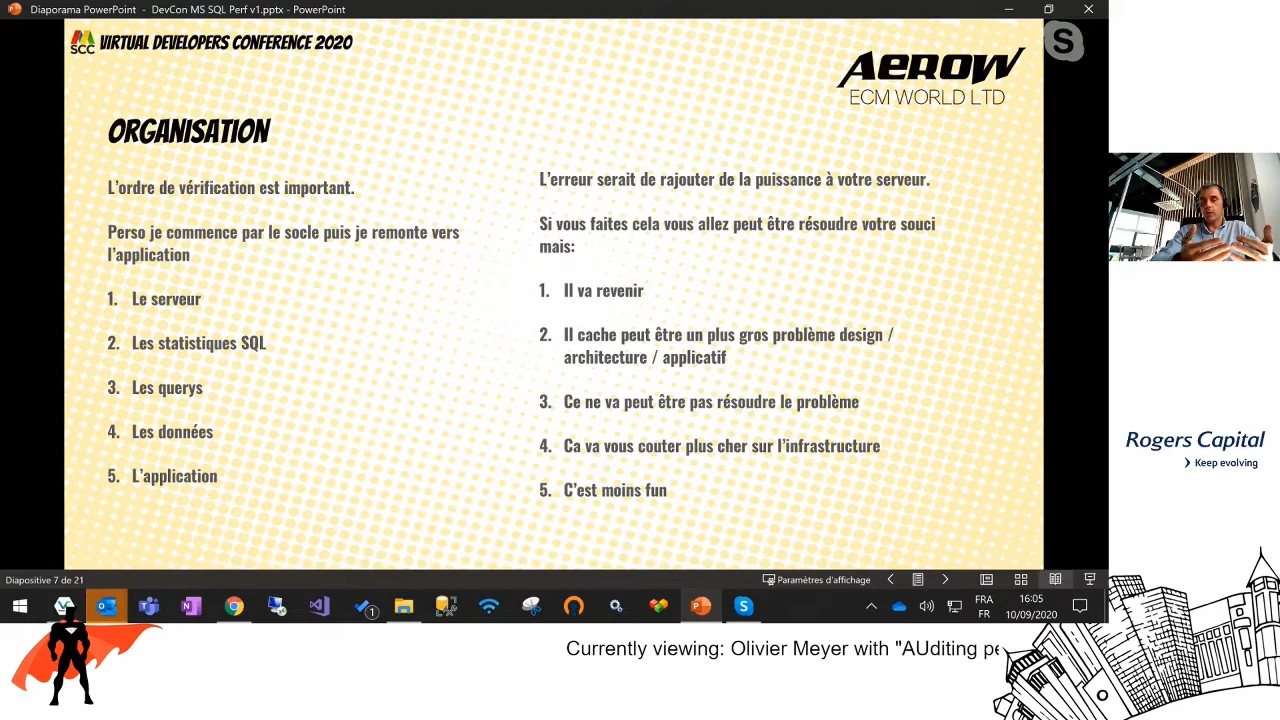 Diaporama PowerPoint - DevCon MS SQL Perf v1.pptx - PowerPoint
SCC VIRTUAL DEVELOPERS CONFERENCE 2020
AEROW
ECM WORLD LTD
ORGANISATION
L'ordre de vérification est important.
Perso je commence par le socle puis je remonte vers
l'application
1. Le serveur
2. Les statistiques SQL
3. Les querys
4. Les données
5. L'application
L'erreur serait de rajouter de la puissance à votre serveur.
Si vous faites cela vous allez peut être résoudre votre souci
mais:
1. Il va revenir
2. Il cache peut être un plus gros problème design /
architecture / applicatif
3. Ce ne va peut être pas résoudre le problème
4. Ca va vous couter plus cher sur l'infrastructure
5. C'est moins fun
Rogers Capital
Keep evolving
Diapositive 7 de 21
Paramètres d'affichage
1
FRA
FR
16:05
10/09/2020
Currently viewing: Olivier Meyer with "AUditing pe